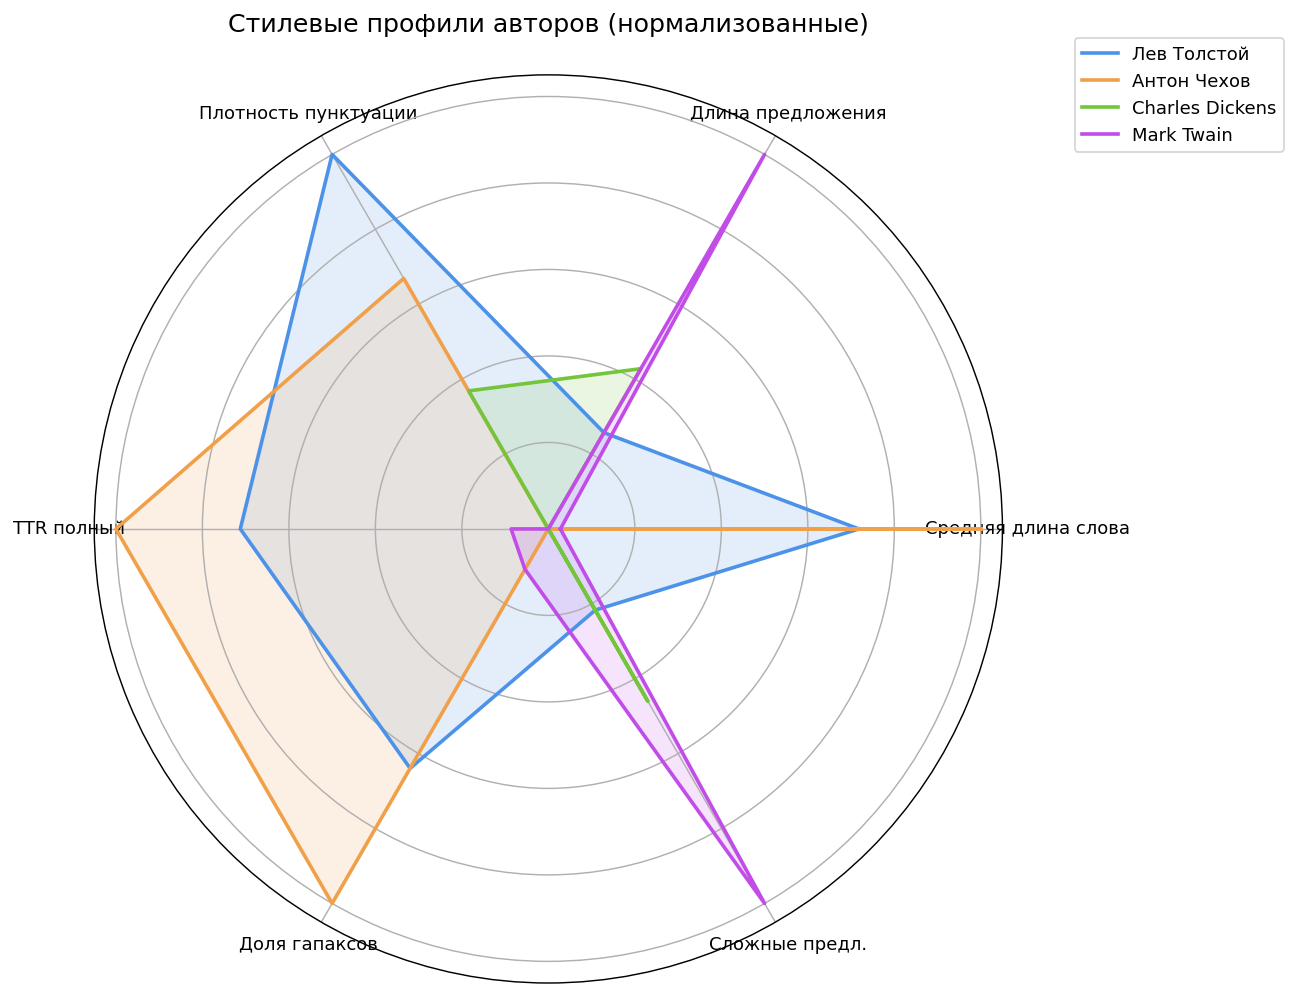 Стилевые профили авторов (нормализованные)
Лев Толстой
Антон Чехов
Charles Dickens
Mark Twain
Плотность пунктуации
Длина предложения
TTR полный
Средняя длина слова
Доля гапаксов
Сложные предл.